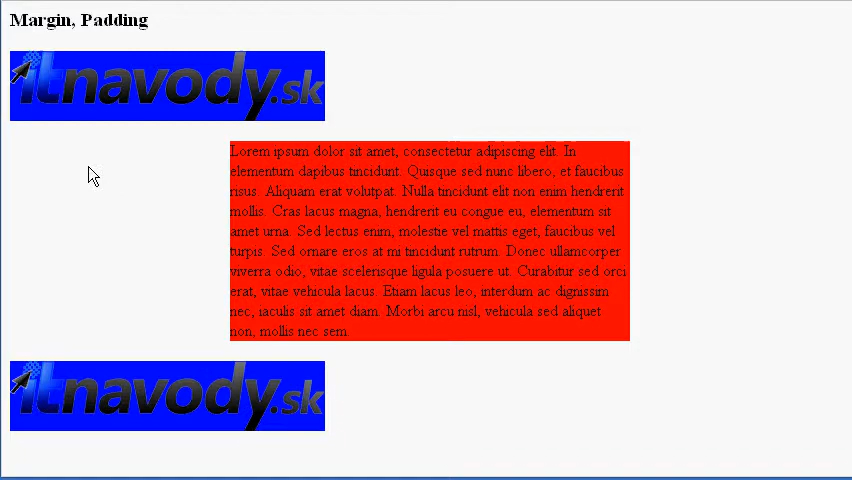 Margin, Padding
itnavody.sk
Lorem ipsum dolor sit amet, consectetur adipiscing elit. In
elementum dapibus tincidunt. Quisque sed nunc libero, et faucibus
risus. Aliquam erat volutpat. Nulla tincidunt elit non enim hendrerit
mollis. Cras lacus magna, hendrerit eu congue eu, elementum sit
amet urna. Sed lectus enim, molestie vel mattis eget, faucibus vel
turpis. Sed ornare eros at mi tincidunt rutrum. Donec ullamcorper
viverra odio, vitae scelerisque ligula posuere ut. Curabitur sed orci
erat, vitae vehicula lacus. Etiam lacus leo, interdum ac dignissim
nec, iaculis sit amet diam. Morbi arcu nisl, vehicula sed aliquet
non, mollis nec sem.
itnavody.sk